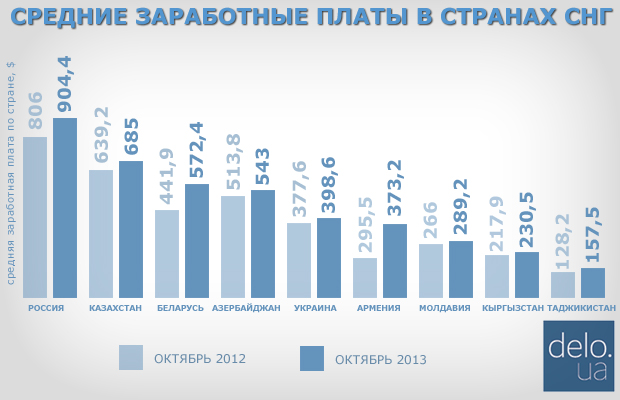 СРЕДНИЕ ЗАРАБОТНЫЕ ПЛАТЫ В СТРАНАХ СНГ
средняя заработная плата по стране, $
806
904,4
639,2
685
441,9
572,4
513,8
543
377,6
398,6
295,5
373,2
266
289,2
217,9
230,5
128,2
157,5
РОССИЯ
КАЗАХСТАН
БЕЛАРУСЬ
АЗЕРБАЙДЖАН
УКРАИНА
АРМЕНИЯ
МОЛДАВИЯ
КЫРГЫЗСТАН
ТАДЖИКИСТАН
ОКТЯБРЬ 2012
ОКТЯБРЬ 2013
delo.
ua